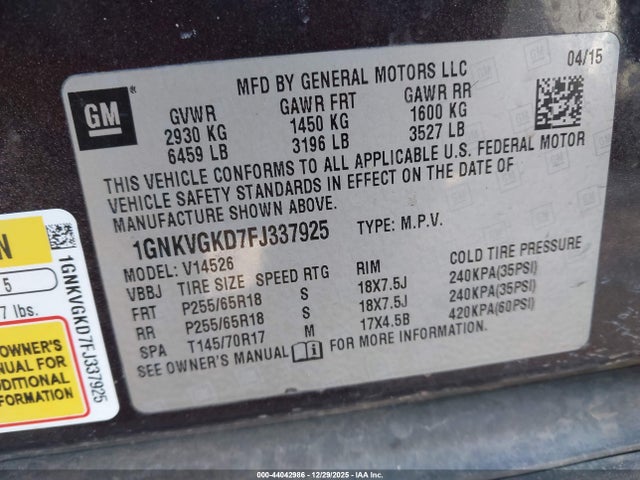 GM
MFD BY GENERAL MOTORS LLC
04/15
GVWR GAWR FRT GAWR RR
2930 KG 1450 KG 1600 KG
6459 LB 3196 LB 3527 LB
THIS VEHICLE CONFORMS TO ALL APPLICABLE U.S. FEDERAL MOTOR
VEHICLE SAFETY STANDARDS IN EFFECT ON THE DATE OF
MANUFACTURE SHOWN ABOVE.
1GNKVGKD7FJ337925 TYPE: M.P.V.
MODEL: V14526
VBBJ TIRE SIZE SPEED RTG RIM COLD TIRE PRESSURE
FRT P255/65R18 S 18X7.5J 240KPA(35PSI)
RR P255/65R18 S 18X7.5J 240KPA(35PSI)
SPA T145/70R17 M 17X4.5B 420KPA(60PSI)
SEE OWNER'S MANUAL FOR MORE INFORMATION.
N
5
7 lbs.
OWNER'S
MANUAL FOR
ADDITIONAL
INFORMATION
1GNKVGKD7FJ337925
000-44042986 - 12/29/2025 - IAA Inc.